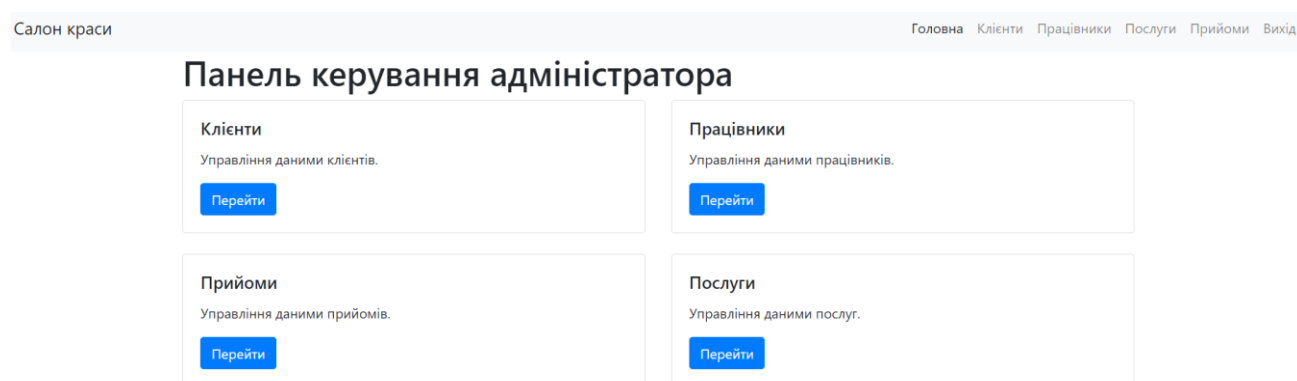 Салон краси
Головна Клієнти Працівники Послуги Прийоми Вихід
Панель керування адміністратора
Клієнти
Управління даними клієнтів.
Перейти
Працівники
Управління даними працівників.
Перейти
Прийоми
Управління даними прийомів.
Перейти
Послуги
Управління даними послуг.
Перейти